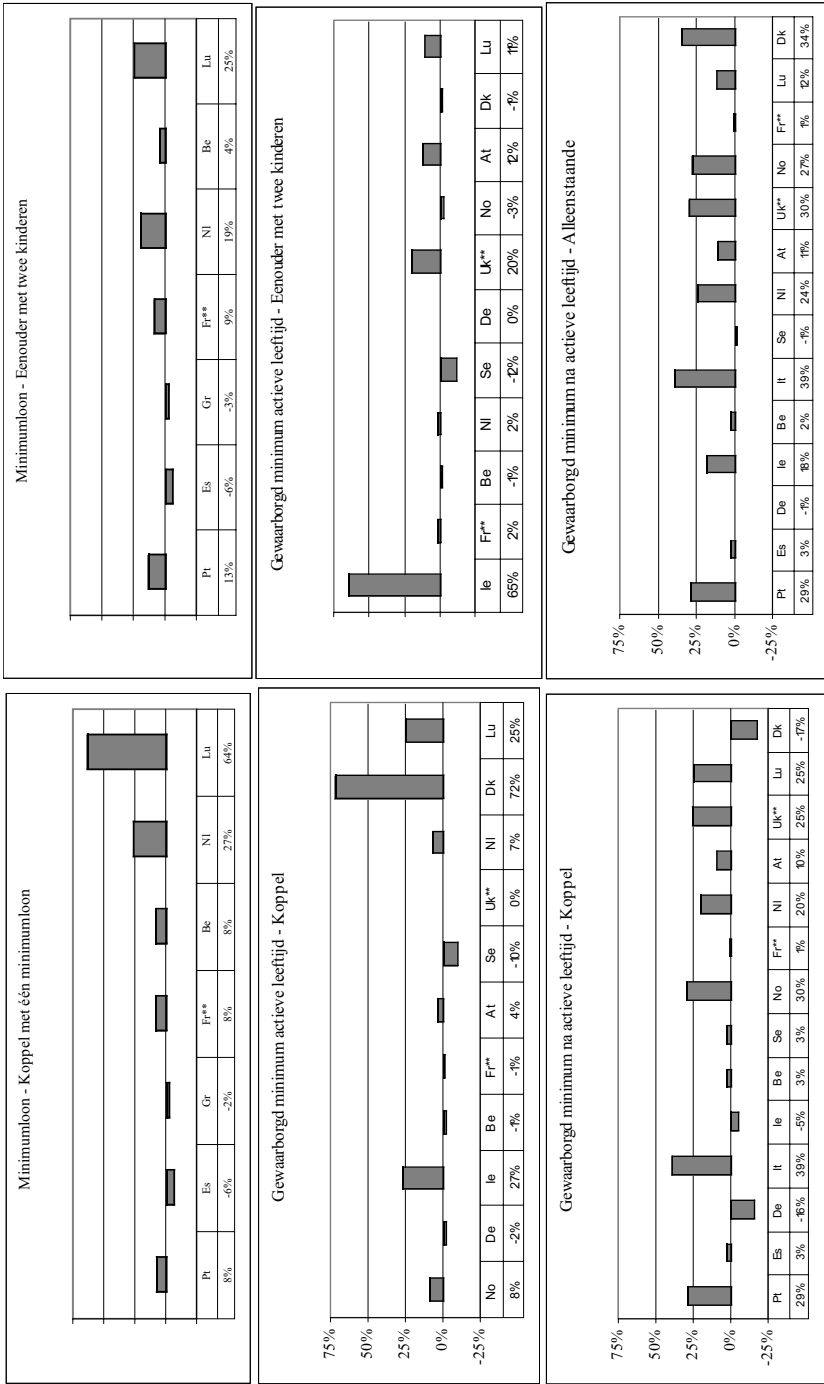 Minimumloon - Koppel met één minimumloon
Pt Es Gr Fr** Be Nl Lu
8% -6% -2% 8% 8% 27% 64%
Minimumloon - Eenouder met twee kinderen
Pt Es Gr Fr** Nl Be Lu
13% -6% -3% 9% 19% 4% 25%
Gewaarborgd minimum actieve leeftijd - Koppel
75%
50%
25%
0%
-25%
No De Ie Be Fr** At Se Uk** Nl Dk Lu
8% -2% 27% -1% -1% 4% -10% 0% 7% 72% 25%
Gewaarborgd minimum actieve leeftijd - Eenouder met twee kinderen
Ie Fr** Be Nl Se De Uk** No At Dk Lu
65% 2% -1% 2% -12% 0% 20% -3% 12% -1% 11%
Gewaarborgd minimum na actieve leeftijd - Koppel
75%
50%
25%
0%
-25%
Pt Es De It Ie Be Se No Fr** Nl At Uk** Lu Dk
29% 3% -16% 39% -5% 3% 3% 30% 1% 20% 10% 25% 25% -17%
Gewaarborgd minimum na actieve leeftijd - Alleenstaande
75%
50%
25%
0%
-25%
Pt Es De Ie Be It Se Nl At Uk** No Fr** Lu Dk
29% 3% -1% 18% 2% 39% -1% 24% 11% 30% 27% 1% 12% 34%